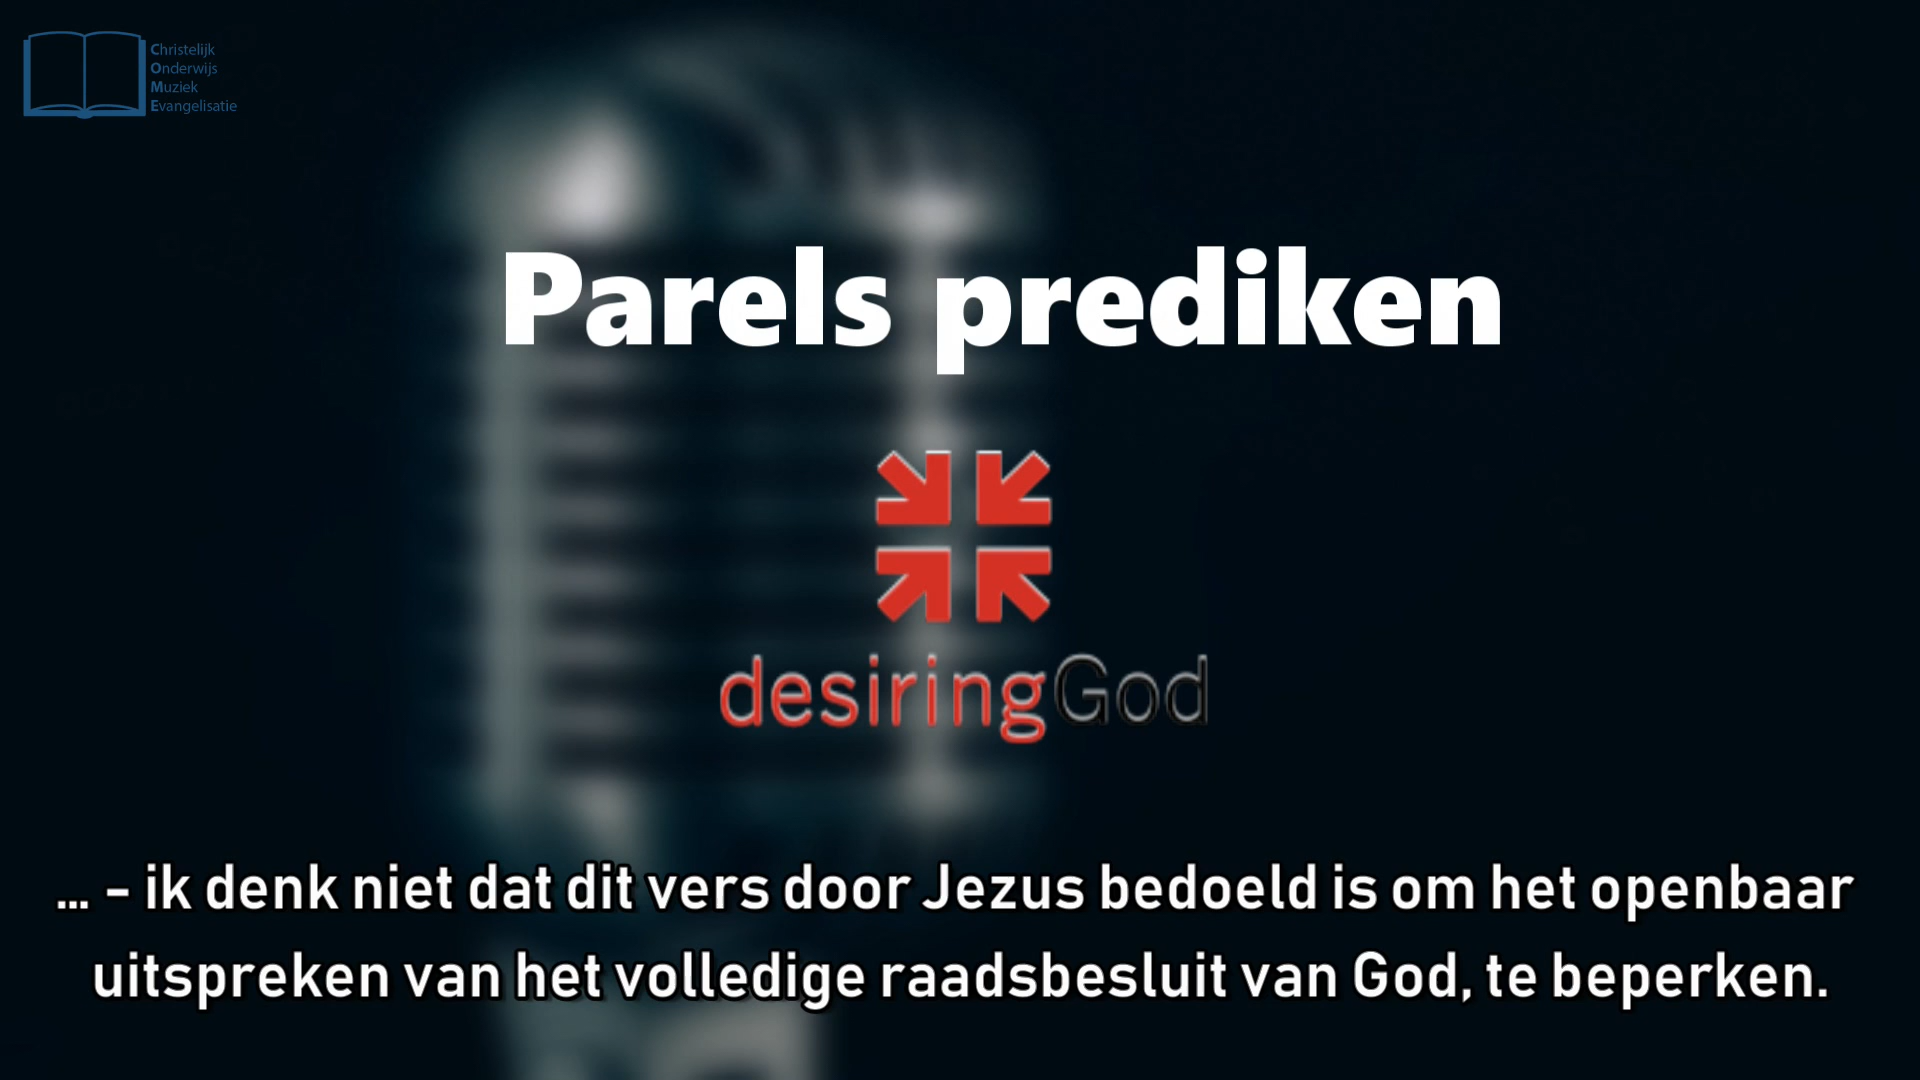 Christelijk
Onderwijs
Muziek
Evangelisatie
Parels prediken
desiringGod
... - ik denk niet dat dit vers door Jezus bedoeld is om het openbaar
uitspreken van het volledige raadsbesluit van God, te beperken.